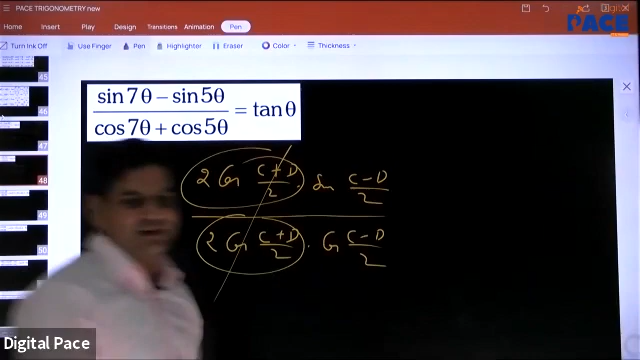 PACE TRIGONOMETRY new
Digital
PACE
Home Insert Play Design Transitions Animation Pen
Turn Ink Off Use Finger Pen Highlighter Eraser Color Thickness
45
46
47
48
49
50
sin7θ – sin5θ / cos7θ + cos5θ = tanθ
2 Cos (C+D)/2 . Sin (C–D)/2
2 Cos (C+D)/2 . Cos (C–D)/2
Digital Pace